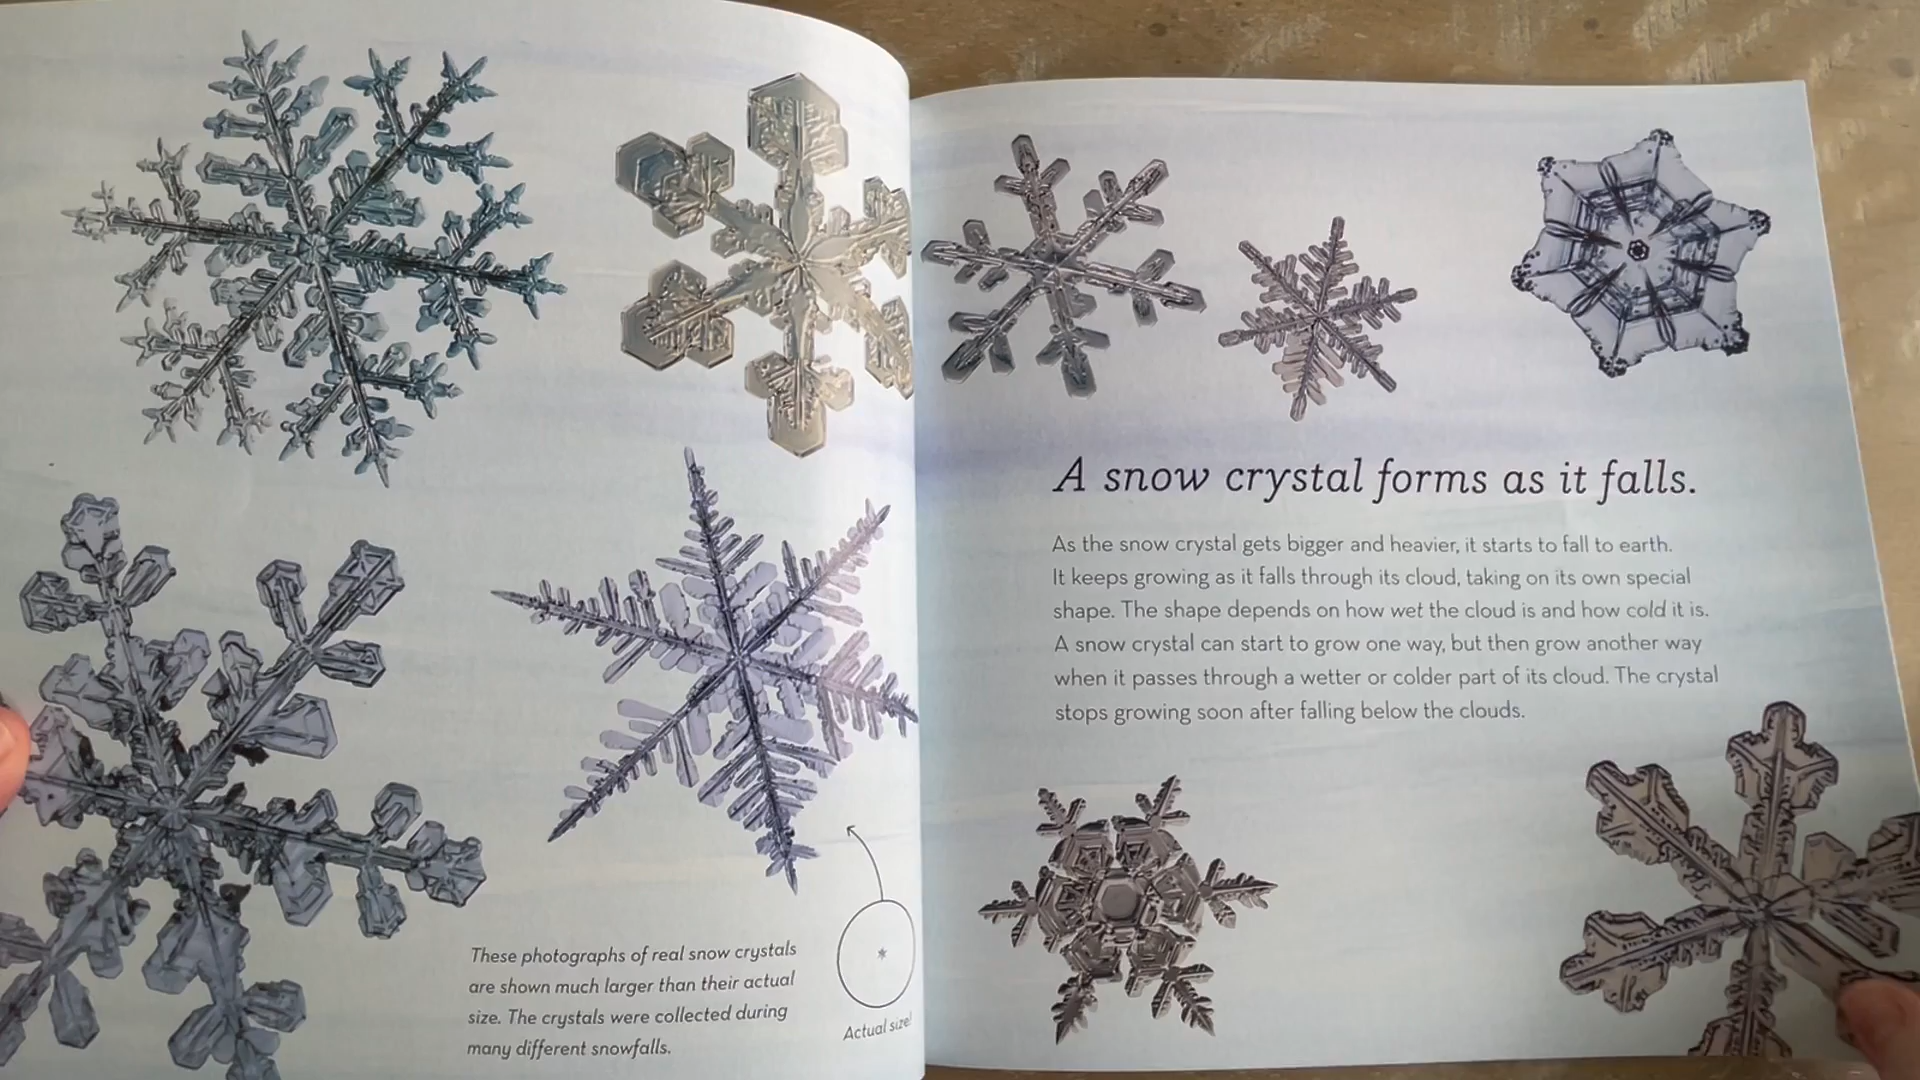 These photographs of real snow crystals
are shown much larger than their actual
size. The crystals were collected during
many different snowfalls.
Actual size!
A snow crystal forms as it falls.
As the snow crystal gets bigger and heavier, it starts to fall to earth.
It keeps growing as it falls through its cloud, taking on its own special
shape. The shape depends on how wet the cloud is and how cold it is.
A snow crystal can start to grow one way, but then grow another way
when it passes through a wetter or colder part of its cloud. The crystal
stops growing soon after falling below the clouds.